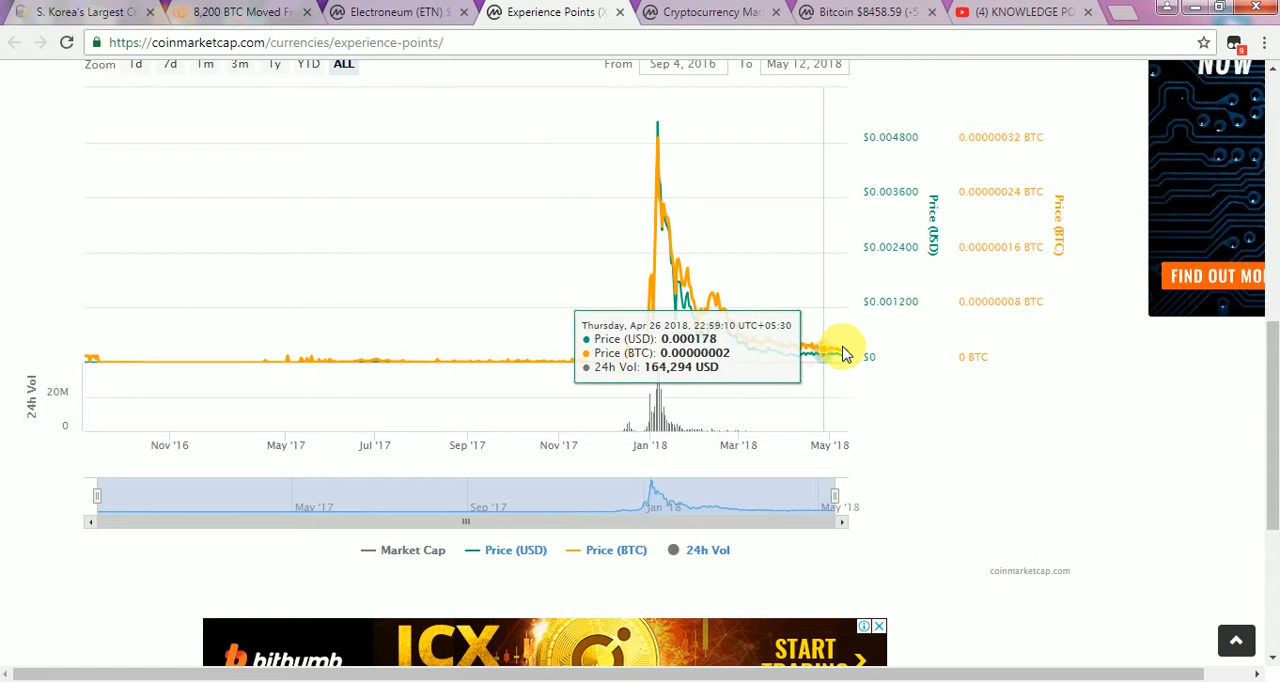 S. Korea's Largest C
8,200 BTC Moved Fr
Electroneum (ETN) $
Experience Points (
Cryptocurrency Mar
Bitcoin $8458.59 (-5
(4) KNOWLEDGE PO
https://coinmarketcap.com/currencies/experience-points/
9
Zoom 1d 7d 1m 3m 1y YTD ALL
From Sep 4, 2016 To May 12, 2018
NOW
$0.004800 0.00000032 BTC
$0.003600 0.00000024 BTC
$0.002400 0.00000016 BTC
$0.001200 0.00000008 BTC
$0 0 BTC
Price (USD)
Price (BTC)
FIND OUT MO
Thursday, Apr 26 2018, 22:59:10 UTC+05:30
Price (USD): 0.000178
Price (BTC): 0.00000002
24h Vol: 164,294 USD
24h Vol
20M
0
Nov '16 May '17 Jul '17 Sep '17 Nov '17 Jan '18 Mar '18 May '18
May '17 Sep '17 Jan '18 May '18
Market Cap Price (USD) Price (BTC) 24h Vol
coinmarketcap.com
bithumb
ICX
START
TRADING